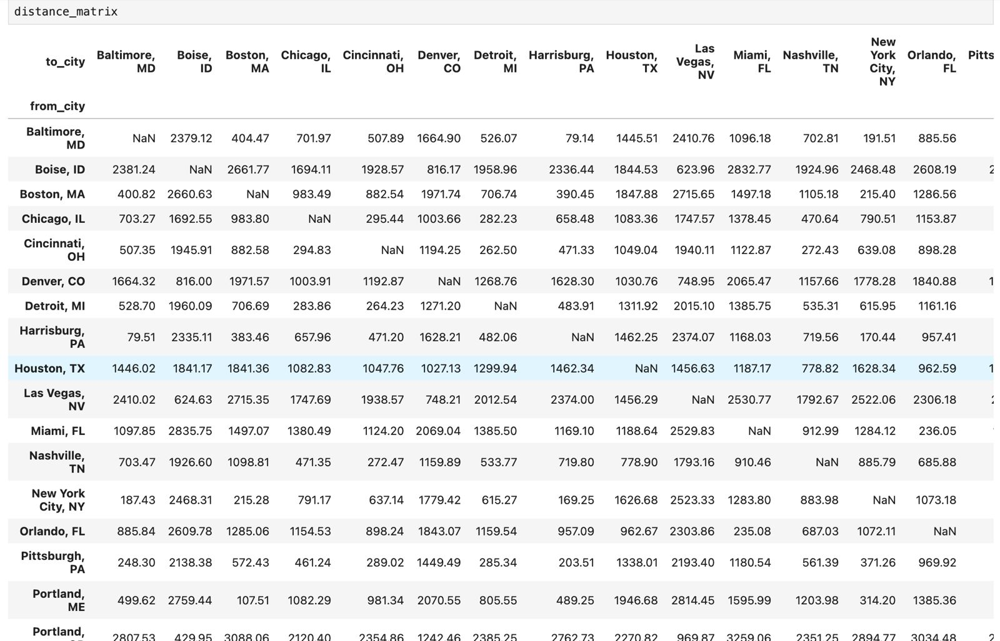 distance_matrix
to_city Baltimore, MD Boise, ID Boston, MA Chicago, IL Cincinnati, OH Denver, CO Detroit, MI Harrisburg, PA Houston, TX Las Vegas, NV Miami, FL Nashville, TN New York City, NY Orlando, FL Pitts
from_city
Baltimore, MD NaN 2379.12 404.47 701.97 507.89 1664.90 526.07 79.14 1445.51 2410.76 1096.18 702.81 191.51 885.56
Boise, ID 2381.24 NaN 2661.77 1694.11 1928.57 816.17 1958.96 2336.44 1844.53 623.96 2832.77 1924.96 2468.48 2608.19 2
Boston, MA 400.82 2660.63 NaN 983.49 882.54 1971.74 706.74 390.45 1847.88 2715.65 1497.18 1105.18 215.40 1286.56
Chicago, IL 703.27 1692.55 983.80 NaN 295.44 1003.66 282.23 658.48 1083.36 1747.57 1378.45 470.64 790.51 1153.87
Cincinnati, OH 507.35 1945.91 882.58 294.83 NaN 1194.25 262.50 471.33 1049.04 1940.11 1122.87 272.43 639.08 898.28
Denver, CO 1664.32 816.00 1971.57 1003.91 1192.87 NaN 1268.76 1628.30 1030.76 748.95 2065.47 1157.66 1778.28 1840.88 1
Detroit, MI 528.70 1960.09 706.69 283.86 264.23 1271.20 NaN 483.91 1311.92 2015.10 1385.75 535.31 615.95 1161.16
Harrisburg, PA 79.51 2335.11 383.46 657.96 471.20 1628.21 482.06 NaN 1462.25 2374.07 1168.03 719.56 170.44 957.41
Houston, TX 1446.02 1841.17 1841.36 1082.83 1047.76 1027.13 1299.94 1462.34 NaN 1456.63 1187.17 778.82 1628.34 962.59 1
Las Vegas, NV 2410.02 624.63 2715.35 1747.69 1938.57 748.21 2012.54 2374.00 1456.29 NaN 2530.77 1792.67 2522.06 2306.18
Miami, FL 1097.85 2835.75 1497.07 1380.49 1124.20 2069.04 1385.50 1169.10 1188.64 2529.83 NaN 912.99 1284.12 236.05
Nashville, TN 703.47 1926.60 1098.81 471.35 272.47 1159.89 533.77 719.80 778.90 1793.16 910.46 NaN 885.79 685.88
New York City, NY 187.43 2468.31 215.28 791.17 637.14 1779.42 615.27 169.25 1626.68 2523.33 1283.80 883.98 NaN 1073.18
Orlando, FL 885.84 2609.78 1285.06 1154.53 898.24 1843.07 1159.54 957.09 962.67 2303.86 235.08 687.03 1072.11 NaN
Pittsburgh, PA 248.30 2138.38 572.43 461.24 289.02 1449.49 285.34 203.51 1338.01 2193.40 1180.54 561.39 371.26 969.92
Portland, ME 499.62 2759.44 107.51 1082.29 981.34 2070.55 805.55 489.25 1946.68 2814.45 1595.99 1203.98 314.20 1385.36
Portland, 2807.53 429.95 3088.06 2120.40 2354.86 1242.46 2385.25 2762.73 2270.82 969.87 3259.06 2351.25 2894.77 3034.48